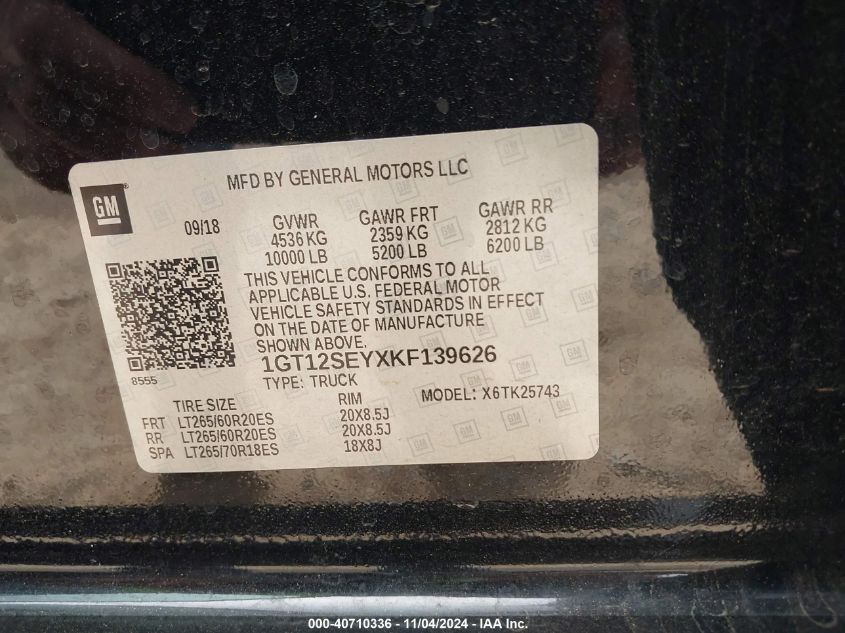 MFD BY GENERAL MOTORS LLC
GM
09/18
GVWR GAWR FRT GAWR RR
4536 KG 2359 KG 2812 KG
10000 LB 5200 LB 6200 LB
THIS VEHICLE CONFORMS TO ALL
APPLICABLE U.S. FEDERAL MOTOR
VEHICLE SAFETY STANDARDS IN EFFECT
ON THE DATE OF MANUFACTURE
SHOWN ABOVE.
8555
1GT12SEYXKF139626
TYPE: TRUCK MODEL: X6TK25743
TIRE SIZE RIM
FRT LT265/60R20ES 20X8.5J
RR LT265/60R20ES 20X8.5J
SPA LT265/70R18ES 18X8J
000-40710336 - 11/04/2024 - IAA Inc.